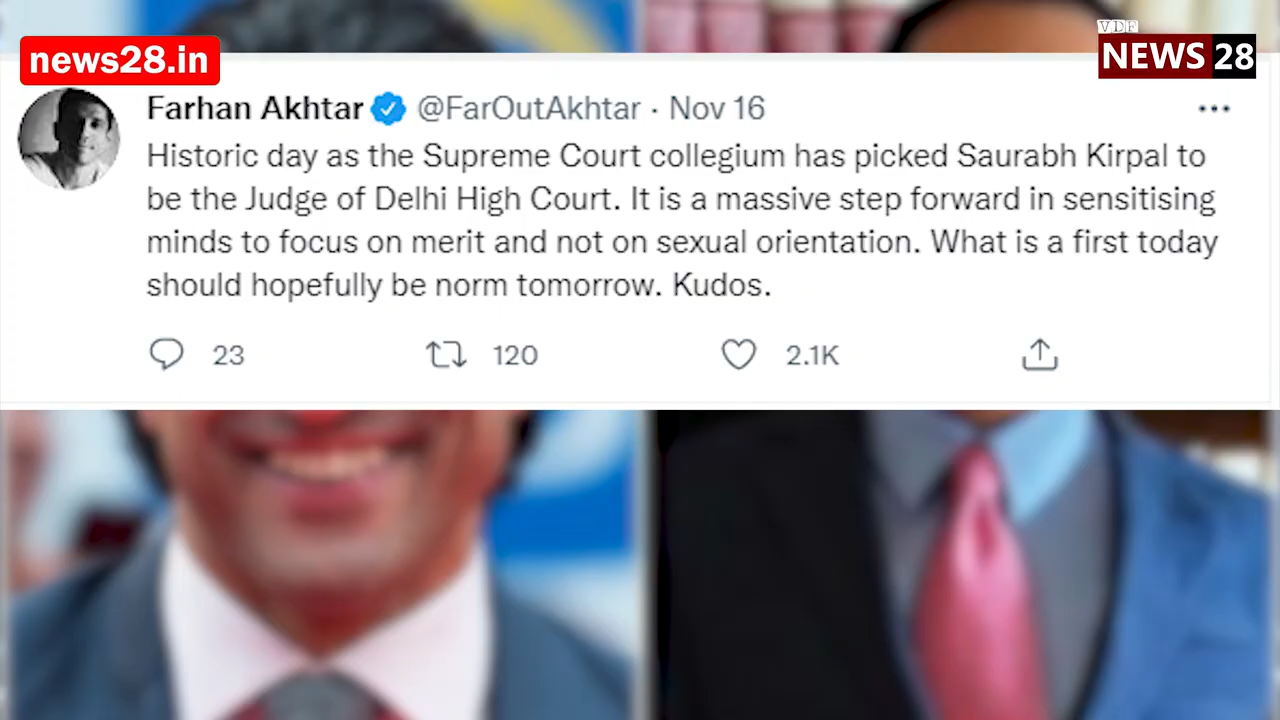 news28.in
VDF
NEWS 28
Farhan Akhtar @FarOutAkhtar · Nov 16
Historic day as the Supreme Court collegium has picked Saurabh Kirpal to
be the Judge of Delhi High Court. It is a massive step forward in sensitising
minds to focus on merit and not on sexual orientation. What is a first today
should hopefully be norm tomorrow. Kudos.
23 120 2.1K